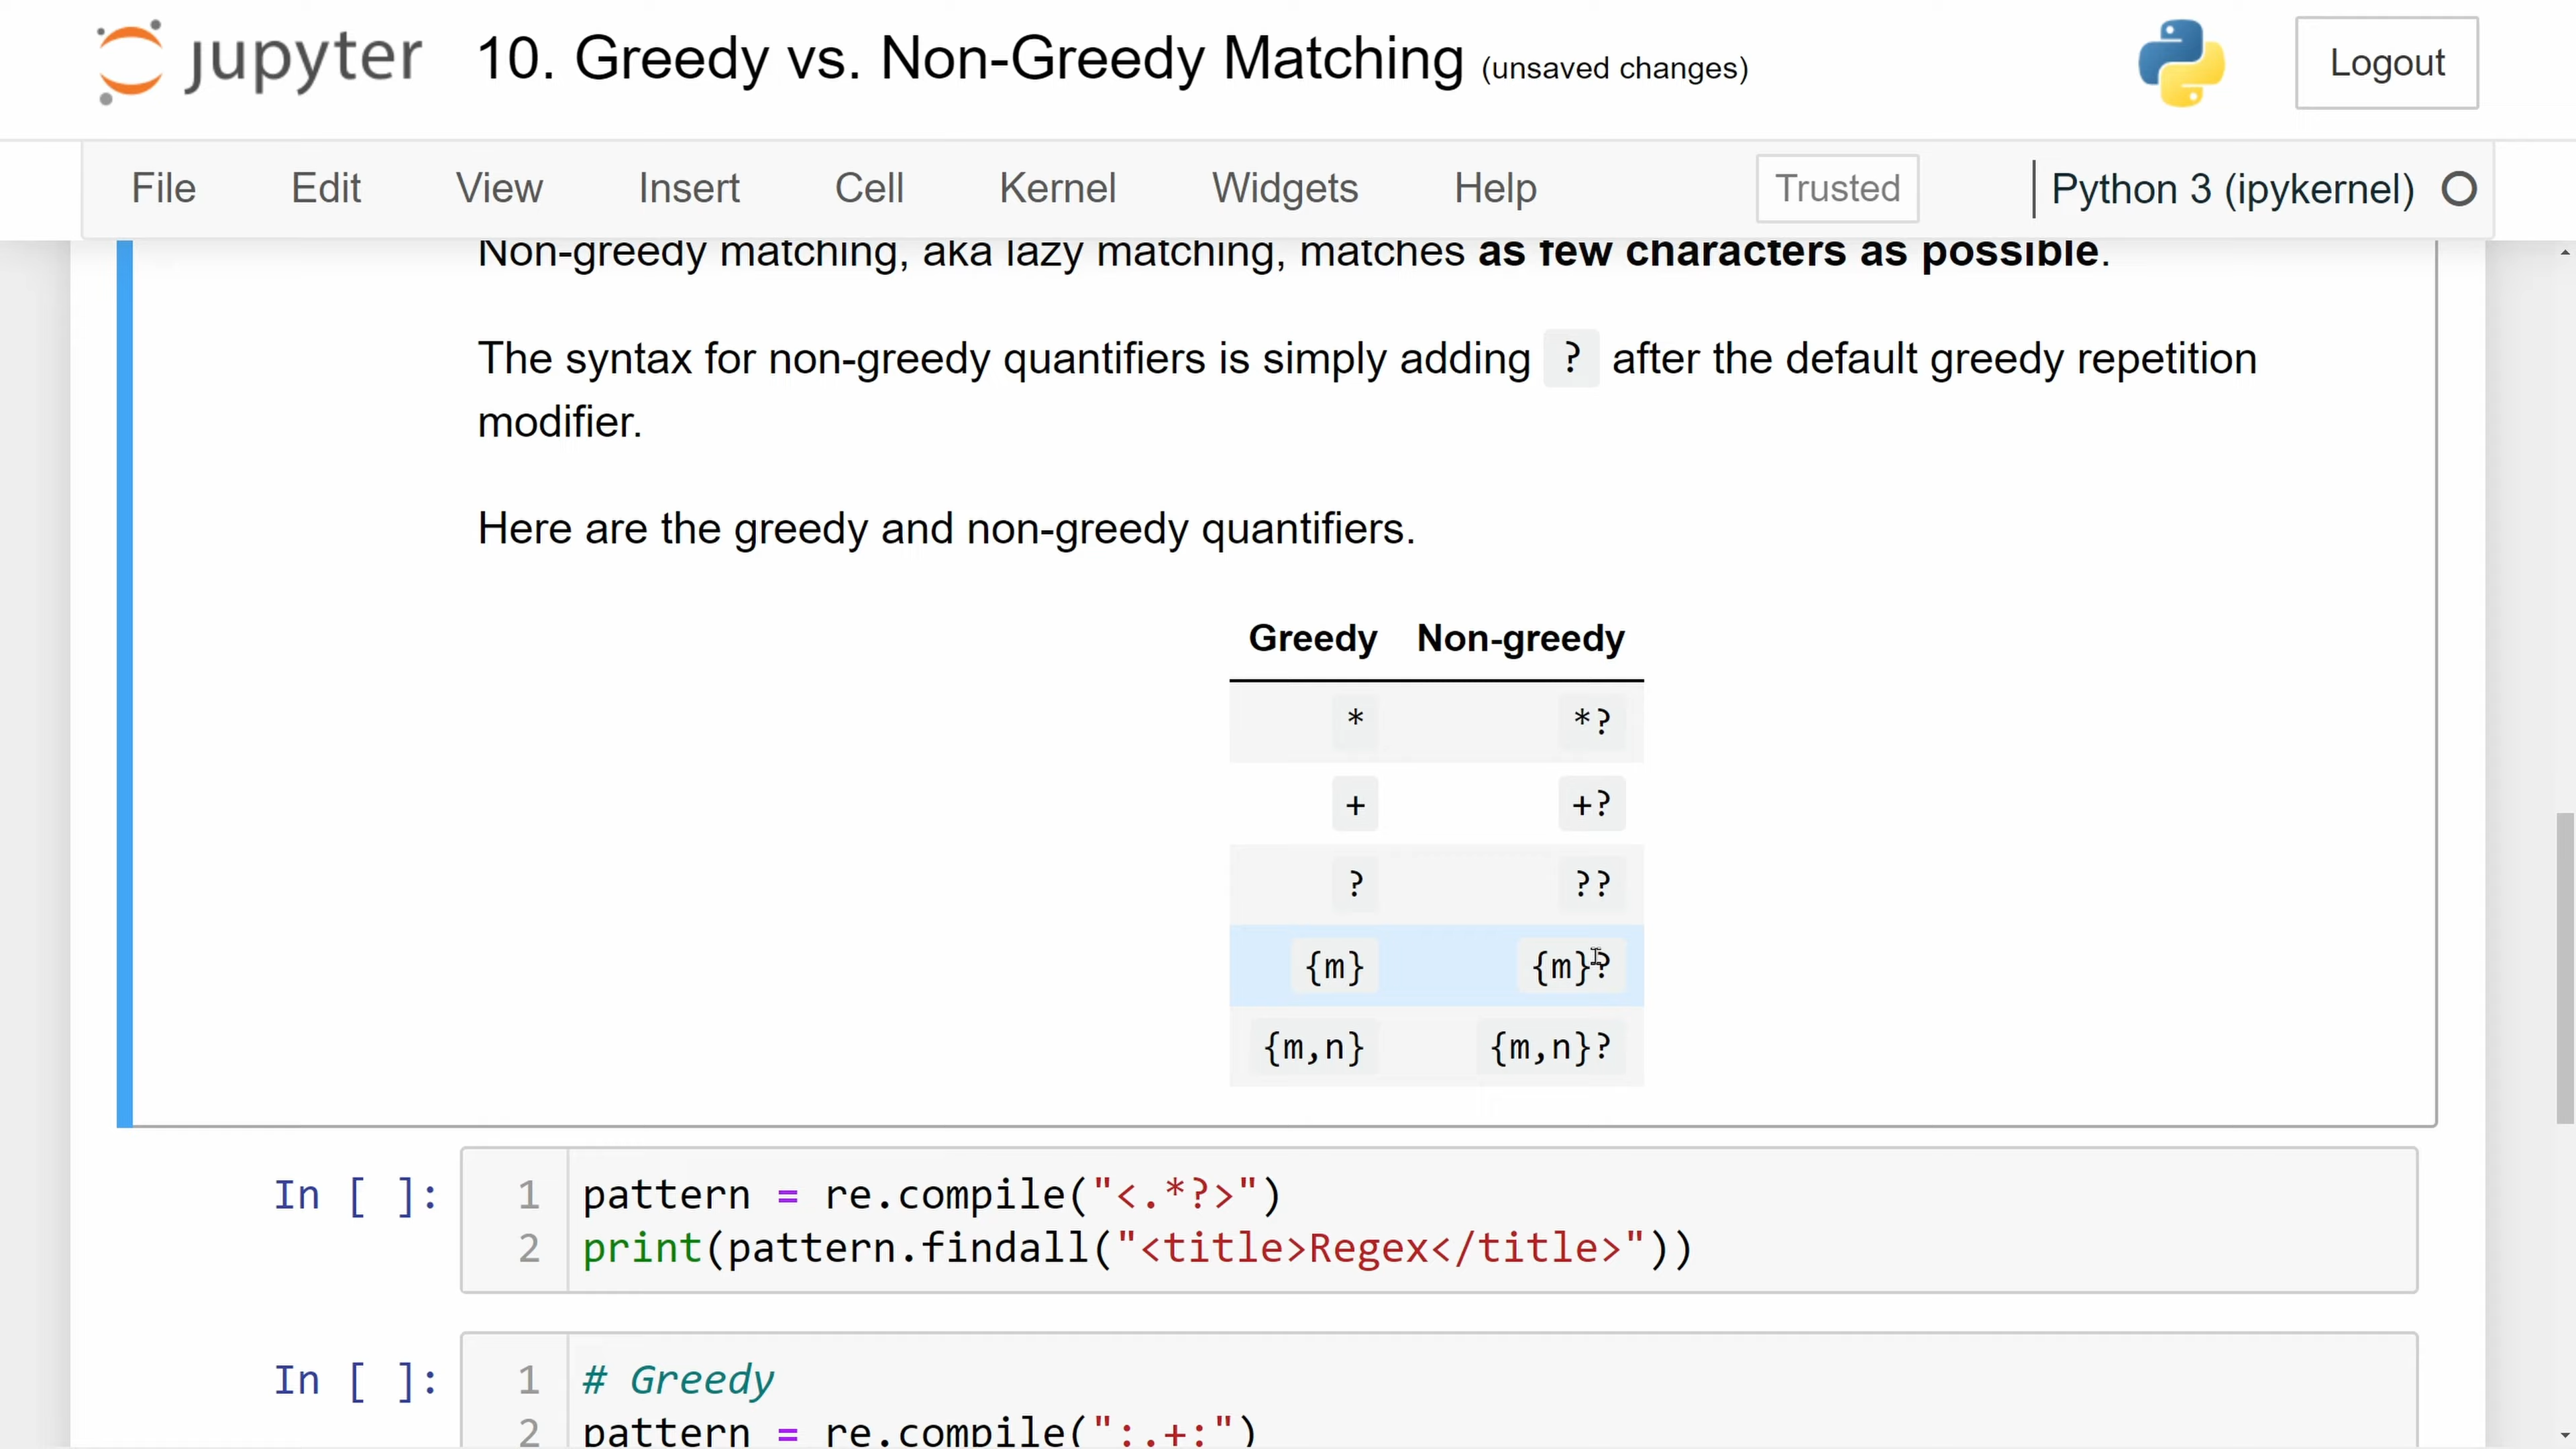 jupyter 10. Greedy vs. Non-Greedy Matching (unsaved changes) Logout
File Edit View Insert Cell Kernel Widgets Help Trusted Python 3 (ipykernel)
Non-greedy matching, aka lazy matching, matches as few characters as possible.
The syntax for non-greedy quantifiers is simply adding ? after the default greedy repetition
modifier.
Here are the greedy and non-greedy quantifiers.
Greedy Non-greedy
* *?
+ +?
? ??
{m} {m}?
{m,n} {m,n}?
In [ ]: 1 pattern = re.compile("<.*?>")
2 print(pattern.findall("<title>Regex</title>"))
In [ ]: 1 # Greedy
2 pattern = re.compile(":.+:")